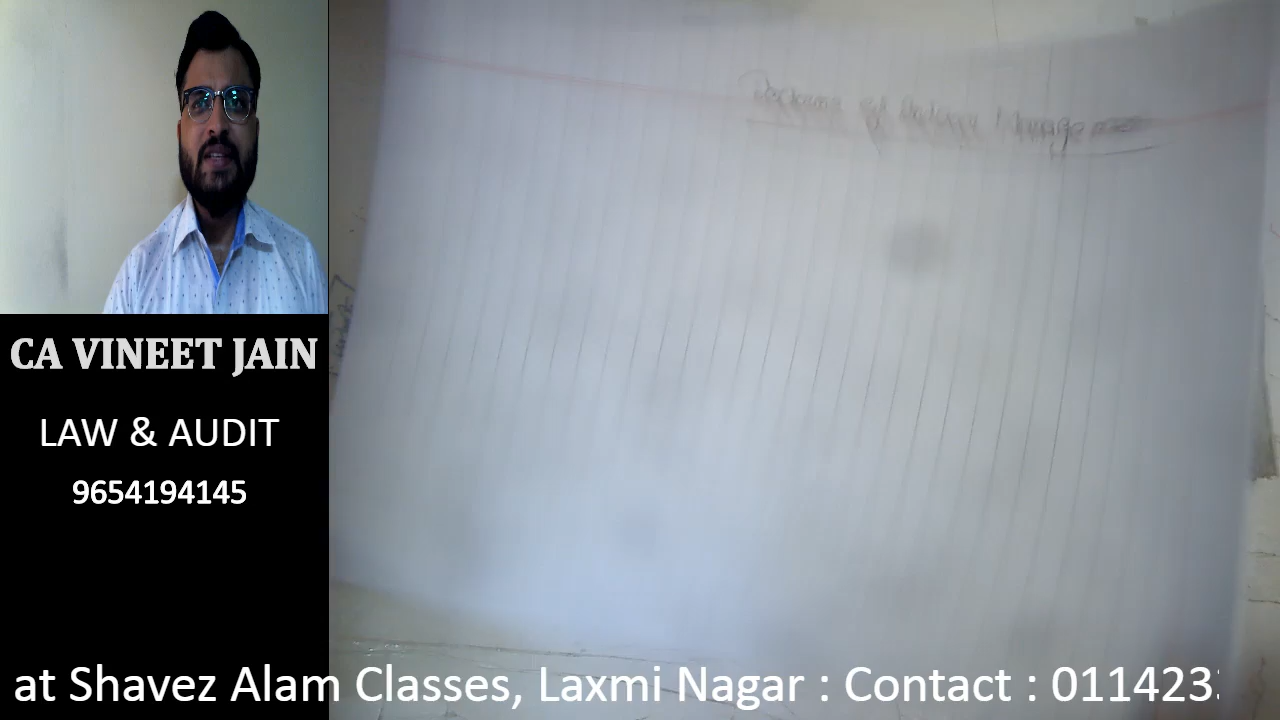 CA VINEET JAIN
LAW & AUDIT
9654194145
at Shavez Alam Classes, Laxmi Nagar : Contact : 011423